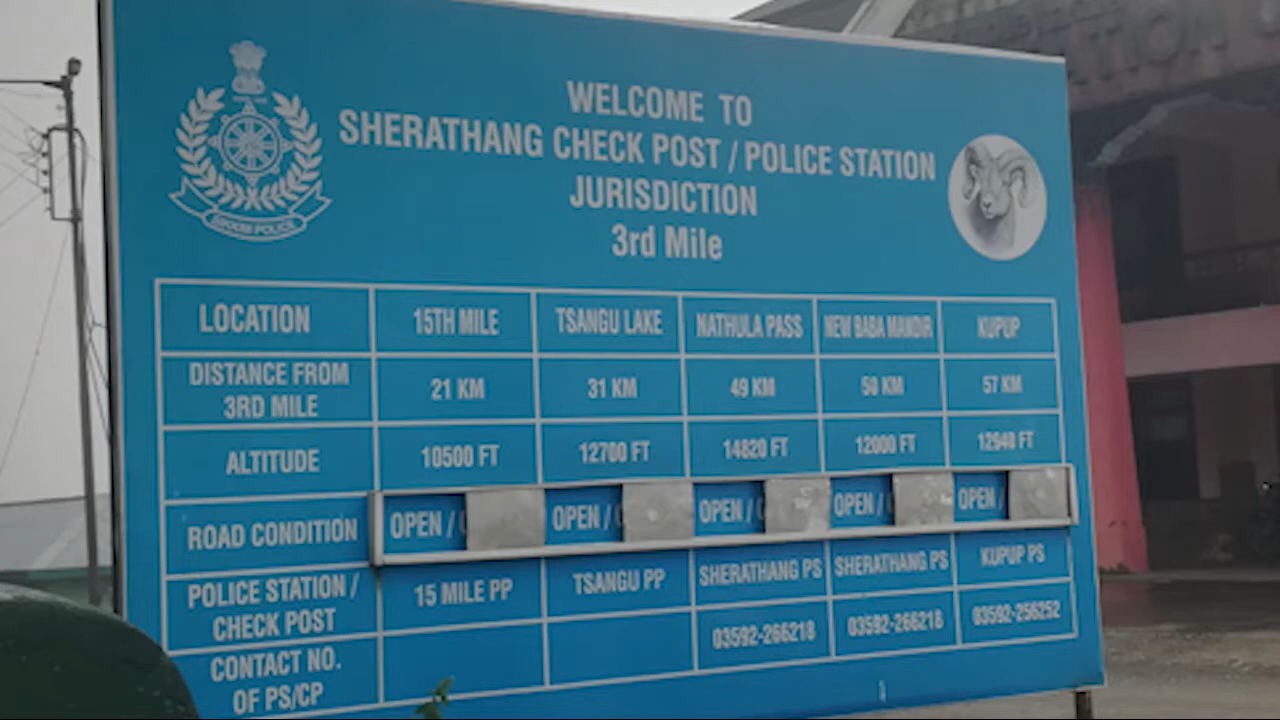 WELCOME TO
SHERATHANG CHECK POST / POLICE STATION
JURISDICTION
3rd Mile
SIKKIM POLICE
LOCATION 15TH MILE TSANGU LAKE NATHULA PASS NEW BABA MANDIR KUPUP
DISTANCE FROM 3RD MILE 21 KM 31 KM 49 KM 50 KM 57 KM
ALTITUDE 10500 FT 12700 FT 14820 FT 12000 FT 12940 FT
ROAD CONDITION OPEN / OPEN / OPEN / OPEN / OPEN /
POLICE STATION / CHECK POST 15 MILE PP TSANGU PP SHERATHANG PS SHERATHANG PS KUPUP PS
CONTACT NO. OF PS/CP 03592-266218 03592-266218 03592-256252